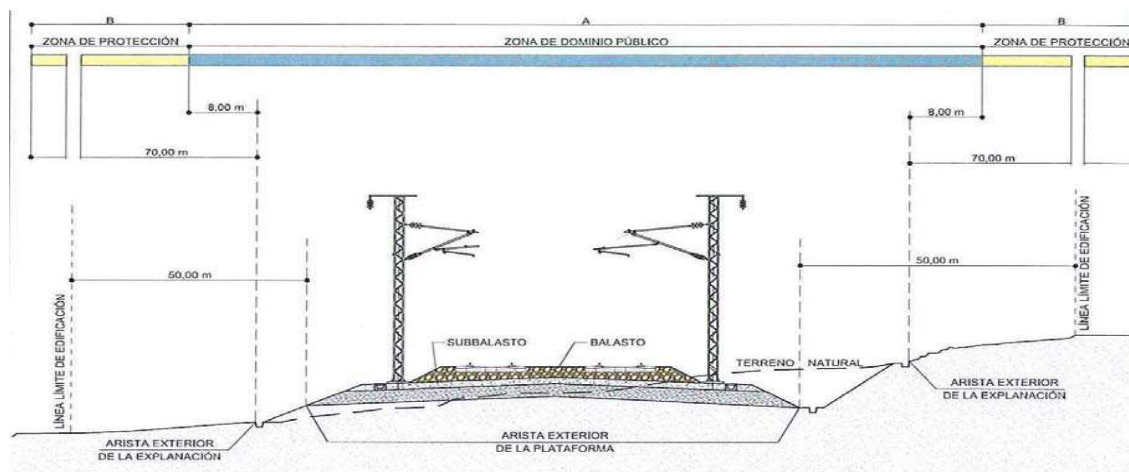 B A B
ZONA DE PROTECCIÓN ZONA DE DOMINIO PÚBLICO ZONA DE PROTECCIÓN
8,00 m 8,00 m
70,00 m 70,00 m
50,00 m 50,00 m
LÍNEA LÍMITE DE EDIFICACIÓN
LÍNEA LÍMITE DE EDIFICACIÓN
SUBBALASTO BALASTO
TERRENO NATURAL
ARISTA EXTERIOR
DE LA EXPLANACIÓN
ARISTA EXTERIOR
DE LA PLATAFORMA
ARISTA EXTERIOR
DE LA EXPLANACIÓN